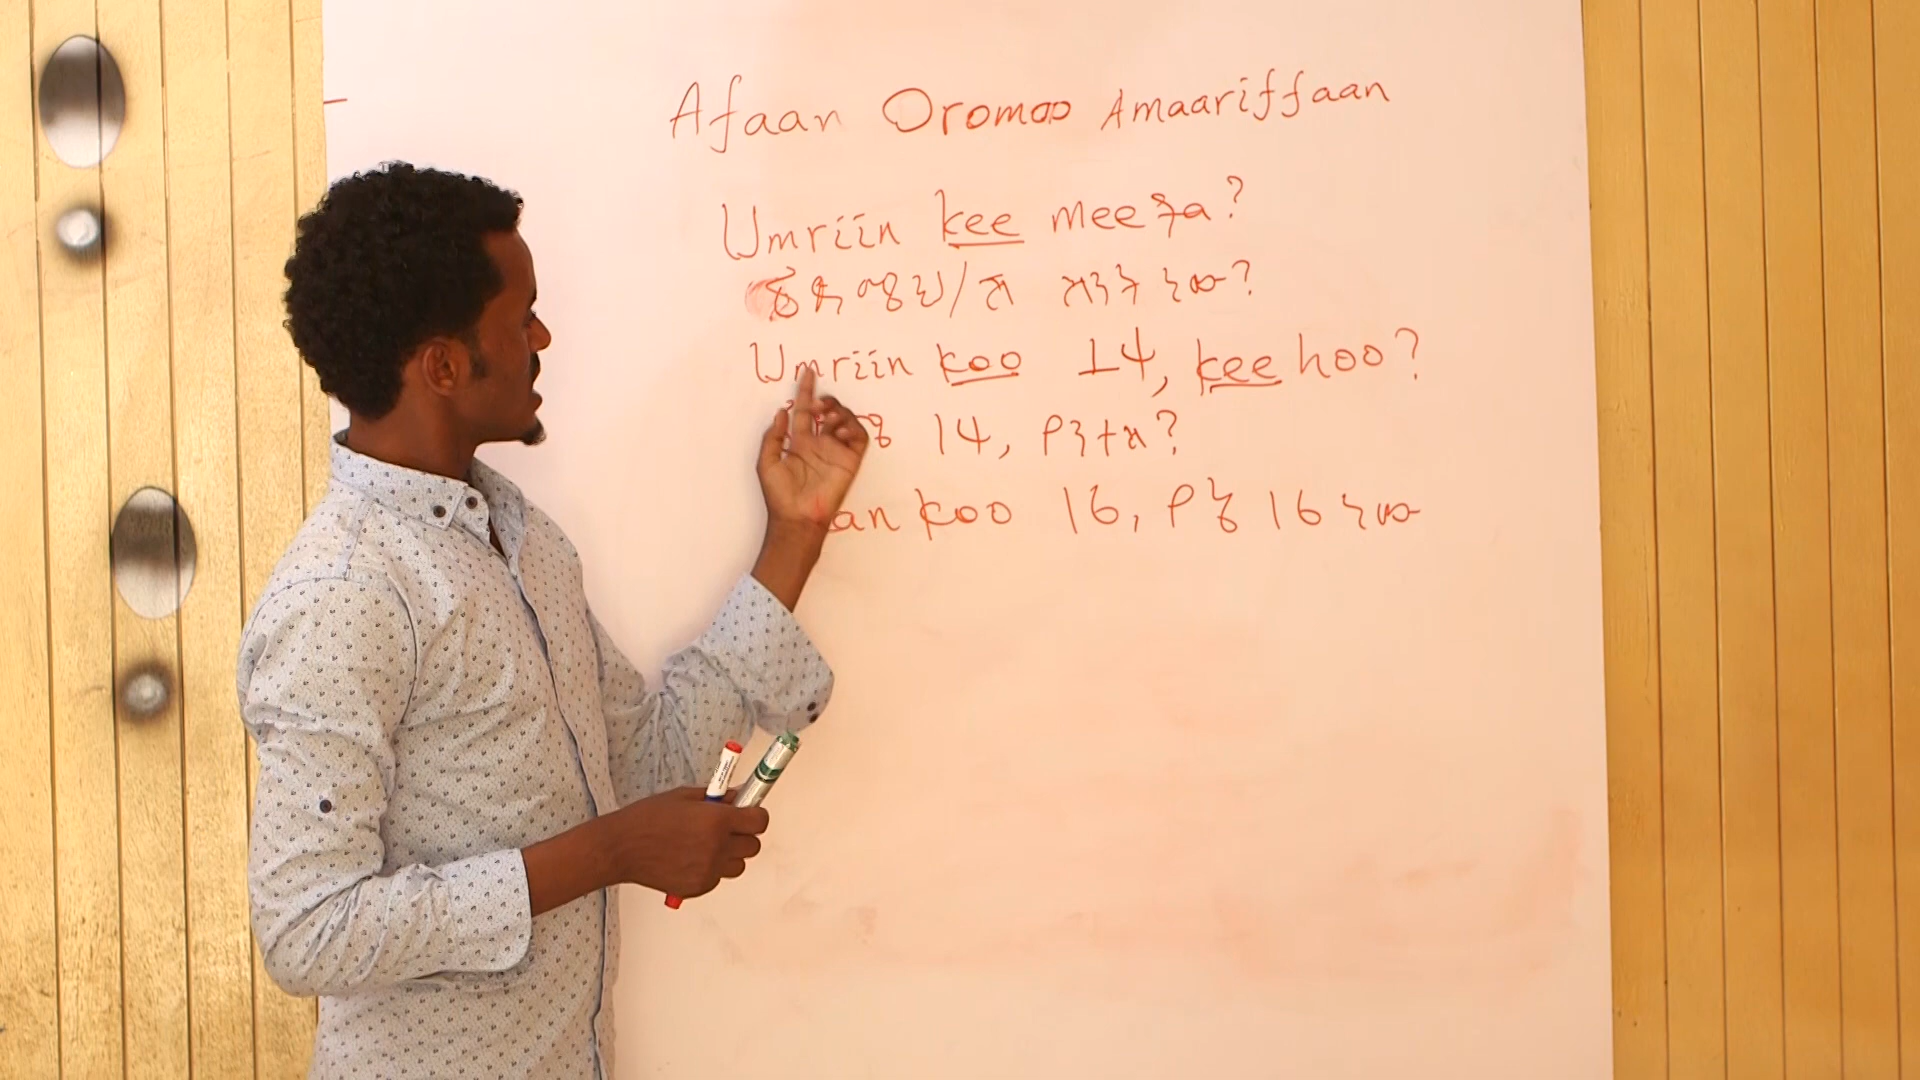 Afaan Oromoo Amaariffaan
Umriin kee meeqa?
ዕድሜህ/ሽ ስንት ነው?
Umriin koo 14, kee hoo?
14, ያንተስ?
koo 16, የኔ 16 ነው